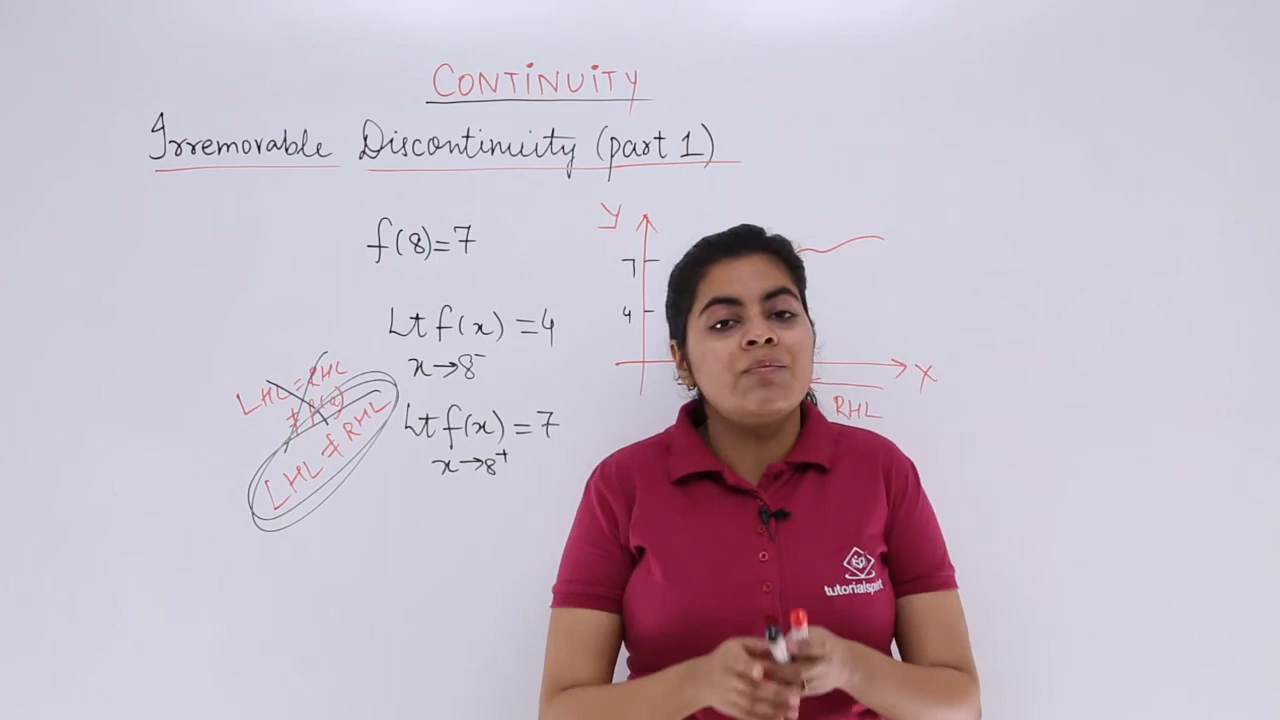 CONTINUITY
Irremovable Discontinuity (part 1)
f(8)=7
Lt f(x) = 4
x→8⁻
Lt f(x) = 7
x→8⁺
LHL = RHL
≠
LHL ≠ RHL
y
7
4
X
RHL
tutorialspoint